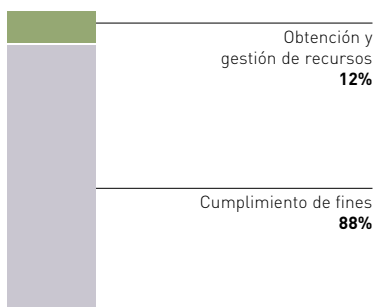 Obtención y
gestión de recursos
12%
Cumplimiento de fines
88%